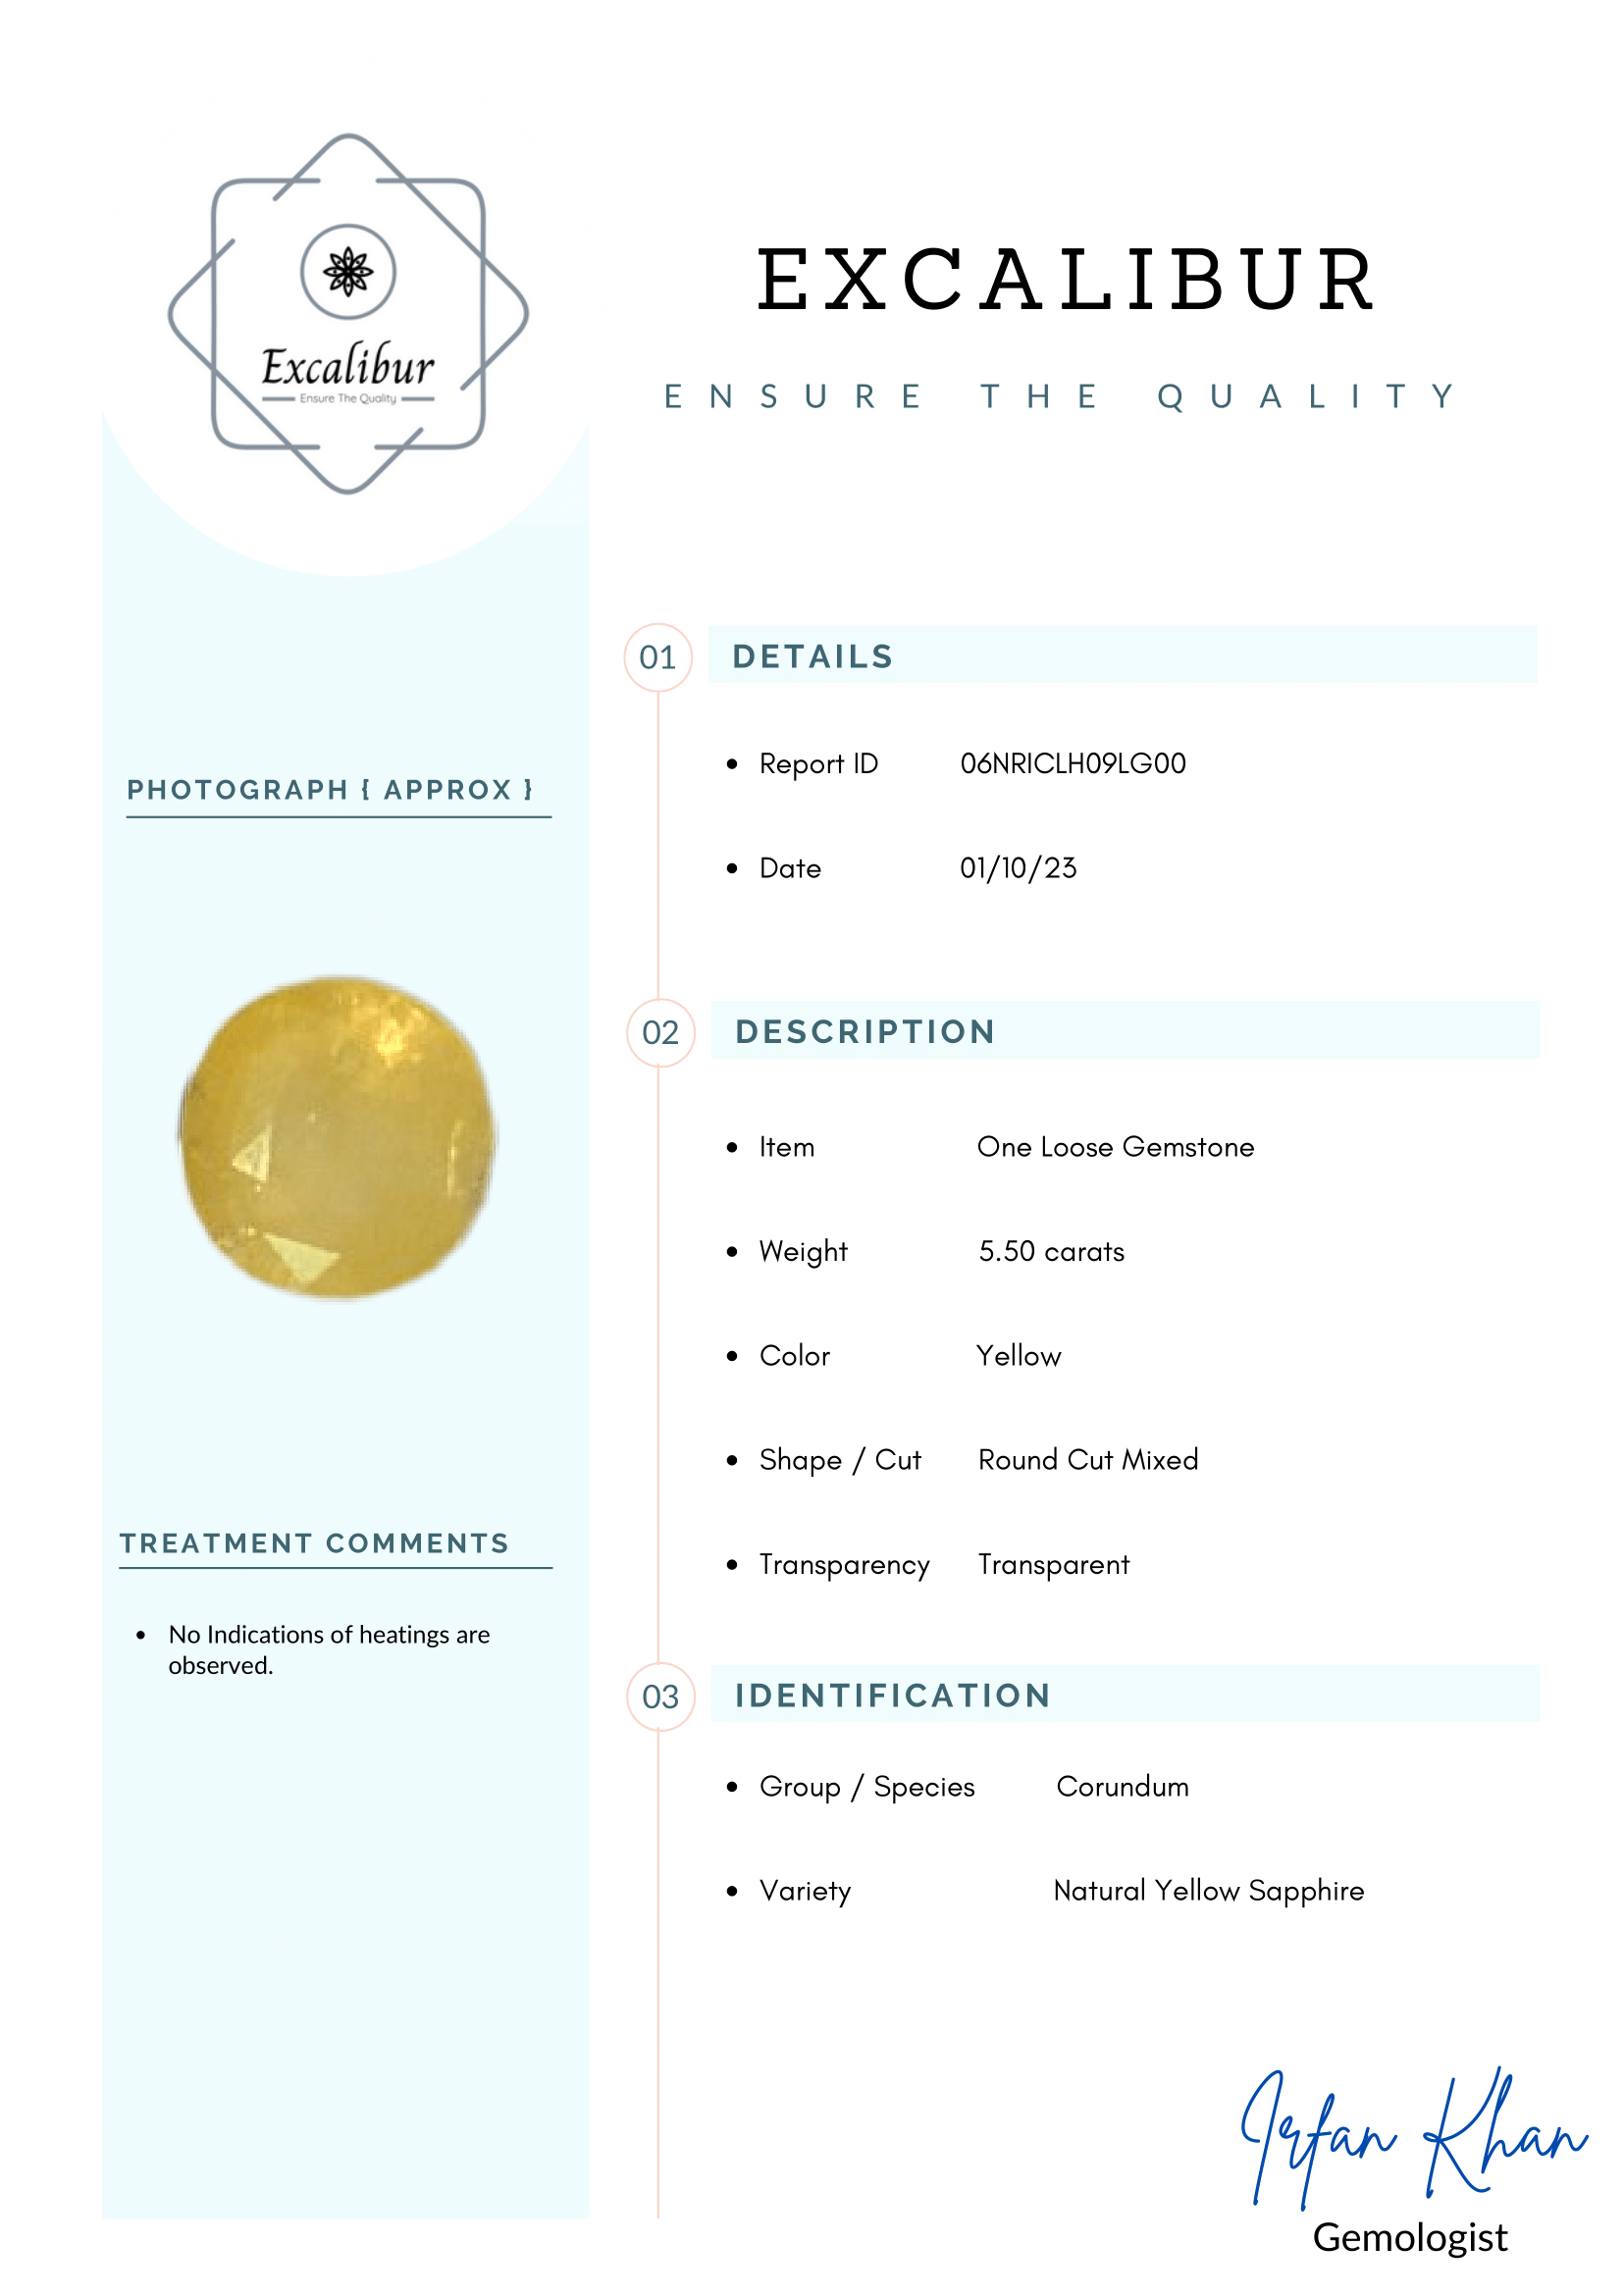 Excalibur
Ensure The Quality
EXCALIBUR
ENSURE THE QUALITY
PHOTOGRAPH { APPROX }
TREATMENT COMMENTS
• No Indications of heatings are
observed.
01 DETAILS
• Report ID 06NRICLH09LG00
• Date 01/10/23
02 DESCRIPTION
• Item One Loose Gemstone
• Weight 5.50 carats
• Color Yellow
• Shape / Cut Round Cut Mixed
• Transparency Transparent
03 IDENTIFICATION
• Group / Species Corundum
• Variety Natural Yellow Sapphire
Irfan Khan
Gemologist